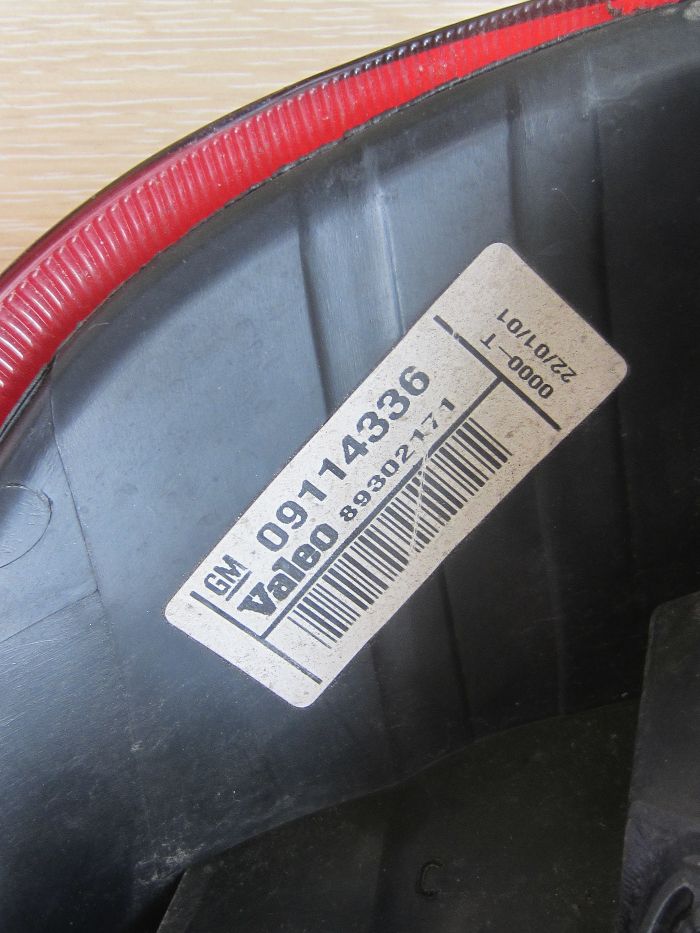 GM 09114336
Valeo 89302171
0000-T
22/01/01
C